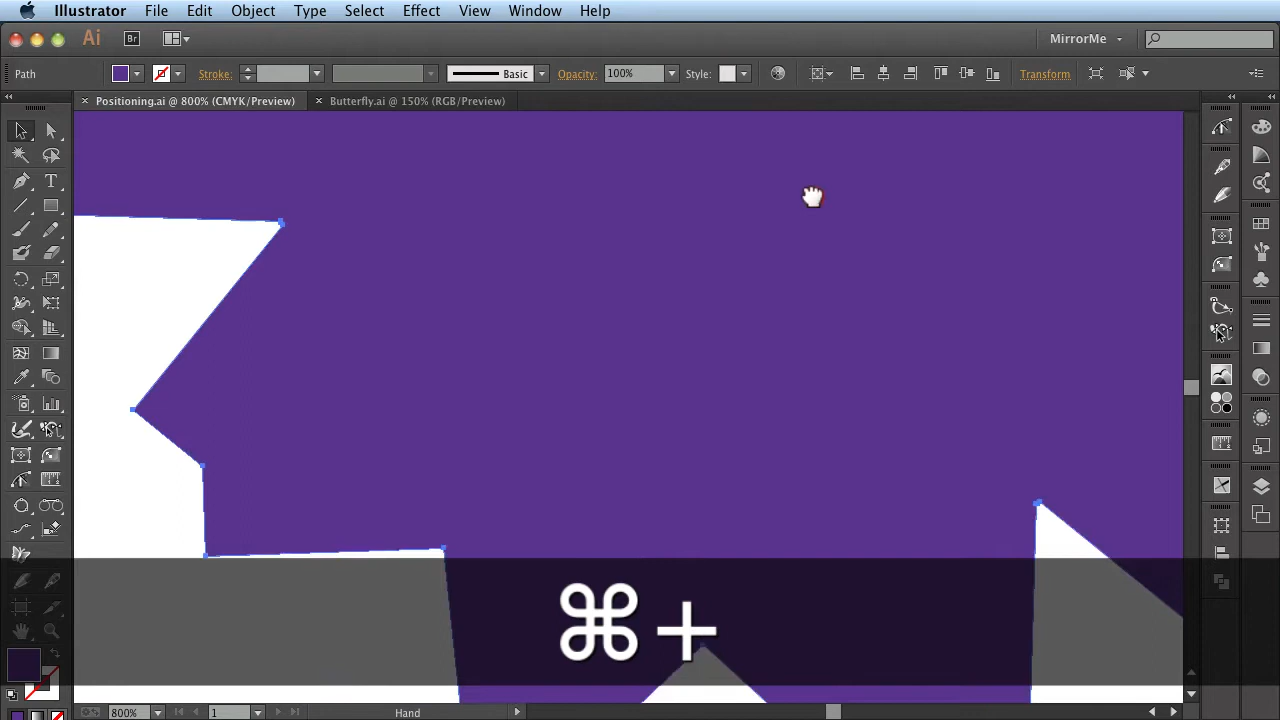 Illustrator File Edit Object Type Select Effect View Window Help
Ai Br MirrorMe
Path Stroke: Basic Opacity: 100% Style: Transform
× Positioning.ai @ 800% (CMYK/Preview) × Butterfly.ai @ 150% (RGB/Preview)
⌘ +
800% 1 Hand